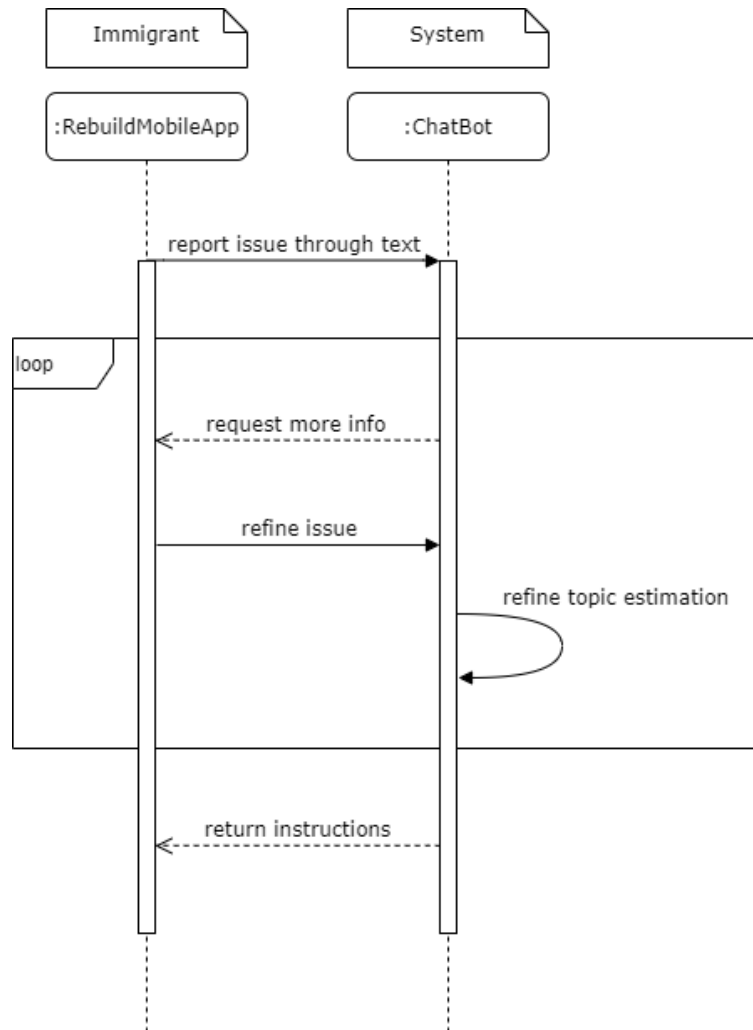 Immigrant
System
:RebuildMobileApp
:ChatBot
report issue through text
loop
request more info
refine issue
refine topic estimation
return instructions